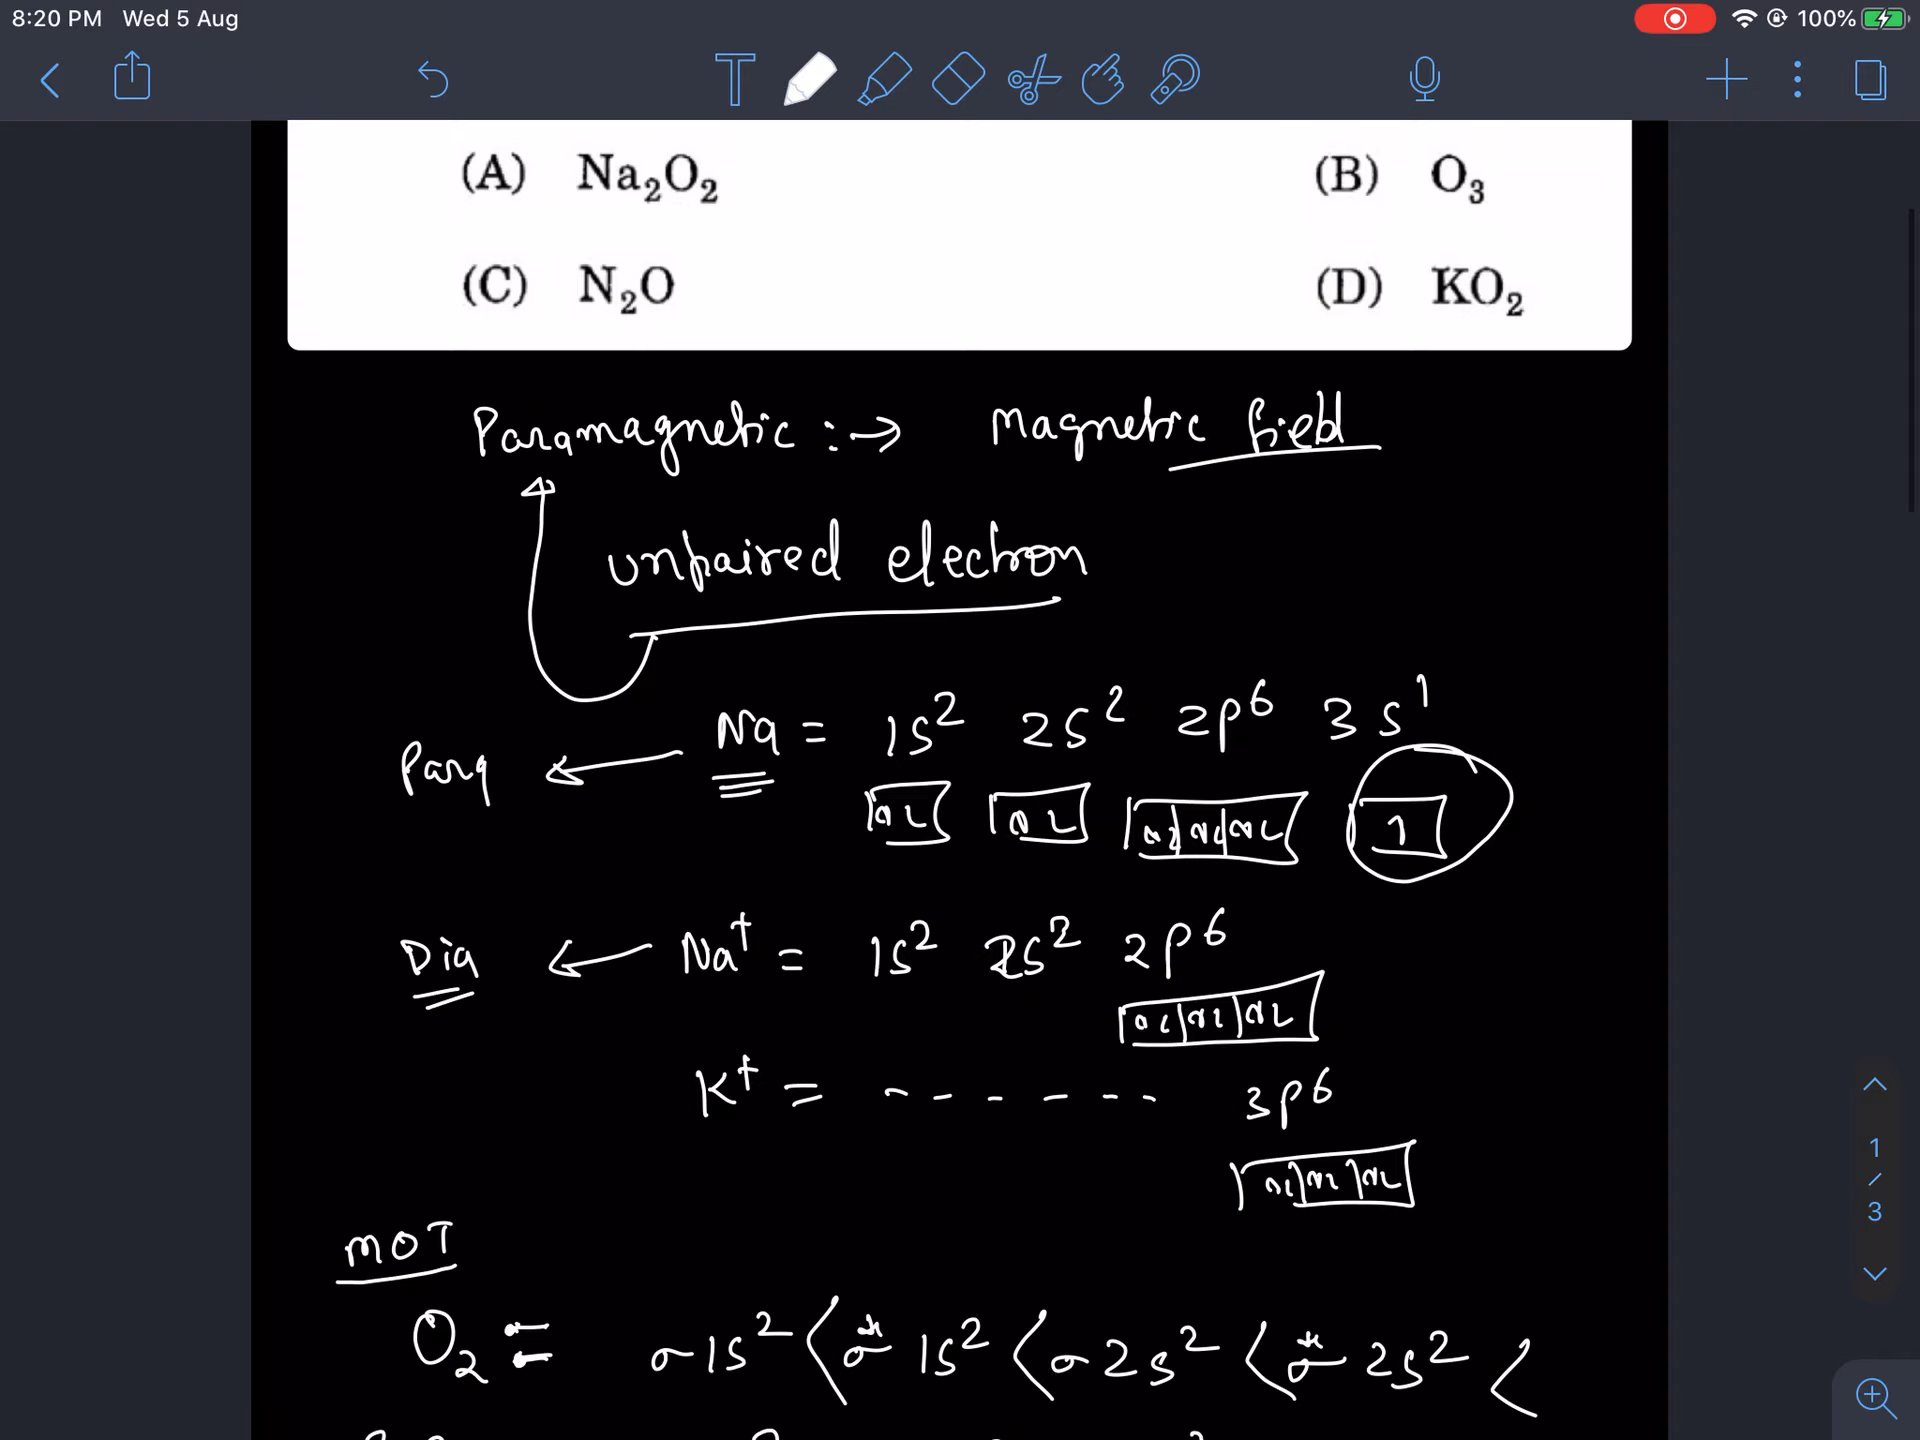 8:20 PM Wed 5 Aug 100%
(A) Na₂O₂ (B) O₃
(C) N₂O (D) KO₂
Paramagnetic :→ Magnetic field
unpaired electron
Para ← Na = 1s² 2s² 2p⁶ 3s¹
1
Dia ← Na⁺ = 1s² 2s² 2p⁶
K⁺ = - - - - - - 3p⁶
MOT
O₂ = σ1s² < σ* 1s² < σ2s² < σ* 2s² <
1
/
3